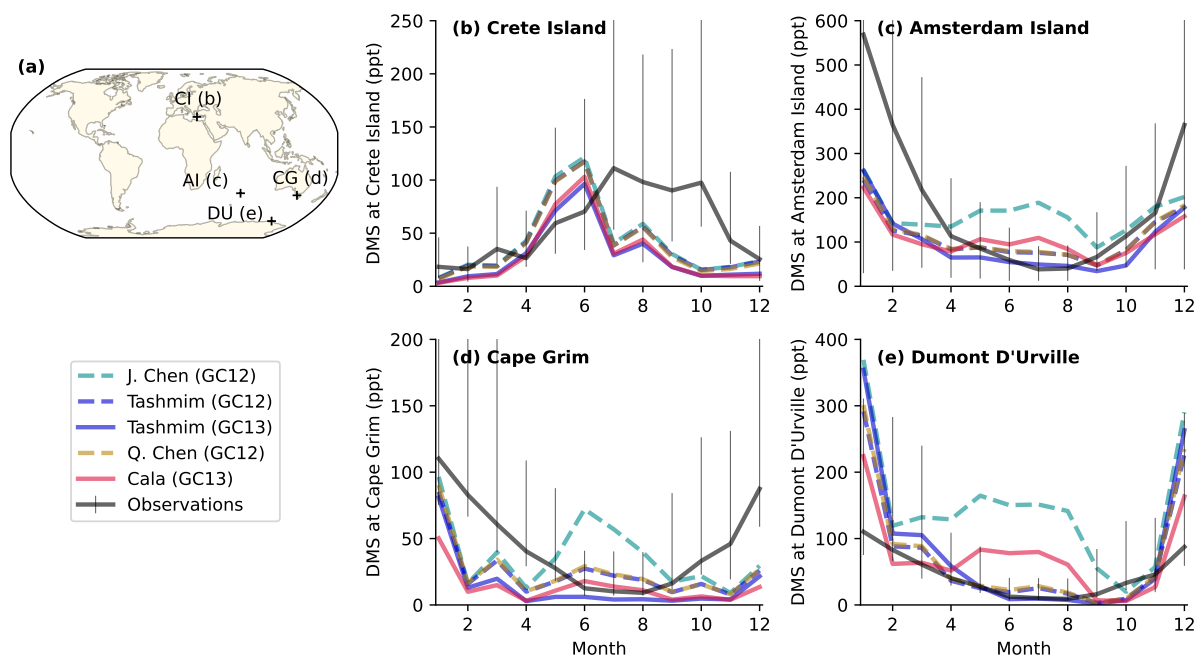 (a)
CI (b)
AI (c)
CG (d)
DU (e)
J. Chen (GC12)
Tashmim (GC12)
Tashmim (GC13)
Q. Chen (GC12)
Cala (GC13)
Observations
(b) Crete Island
DMS at Crete Island (ppt)
250
200
150
100
50
0
2 4 6 8 10 12
(c) Amsterdam Island
DMS at Amsterdam Island (ppt)
600
500
400
300
200
100
0
2 4 6 8 10 12
(d) Cape Grim
DMS at Cape Grim (ppt)
200
150
100
50
0
2 4 6 8 10 12
Month
(e) Dumont D'Urville
DMS at Dumont D'Urville (ppt)
400
300
200
100
0
2 4 6 8 10 12
Month